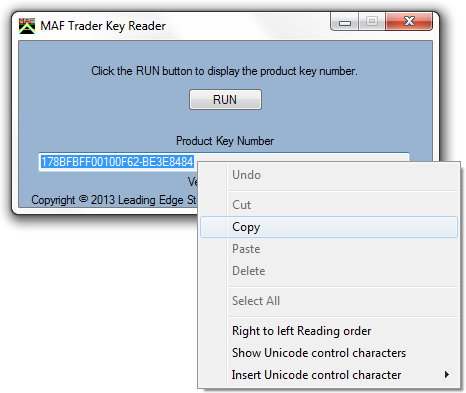 MAF Trader Key Reader
Click the RUN button to display the product key number.
RUN
Product Key Number
178BFBFF00100F62-BE3E8484
Ve
Copyright © 2013 Leading Edge St
Undo
Cut
Copy
Paste
Delete
Select All
Right to left Reading order
Show Unicode control characters
Insert Unicode control character